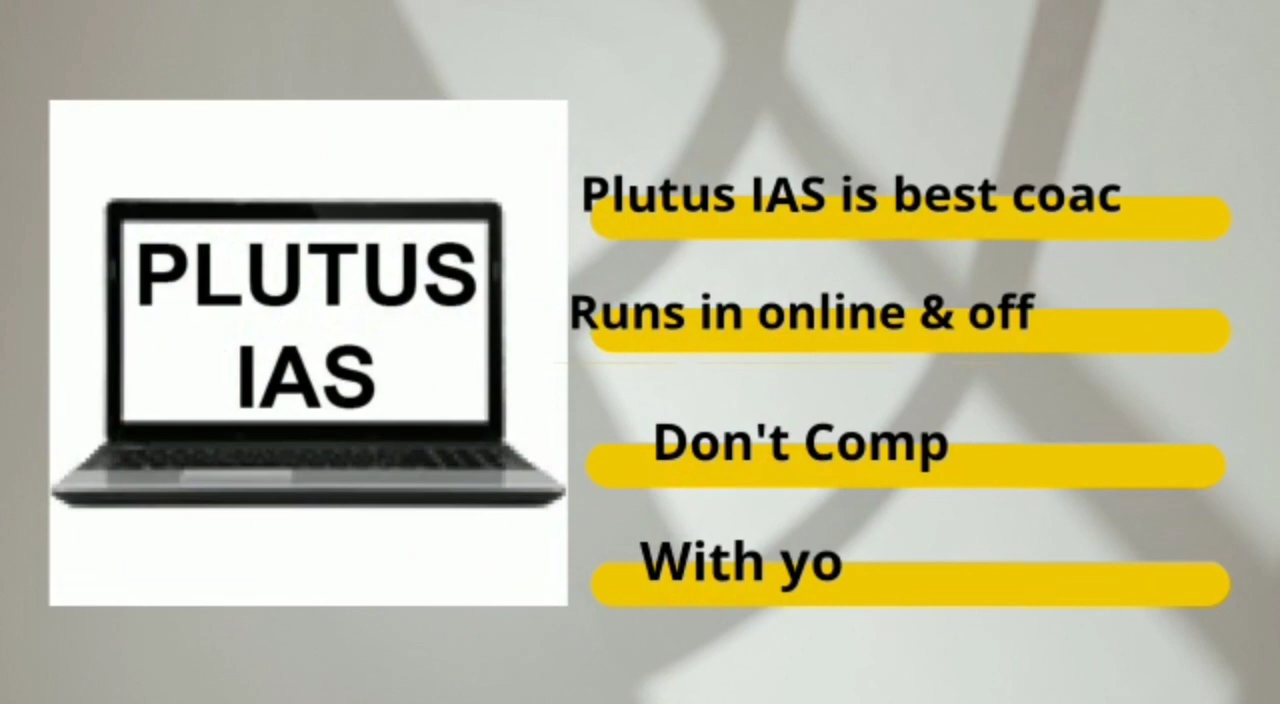 PLUTUS
IAS
Plutus IAS is best coac
Runs in online & off
Don't Comp
With yo